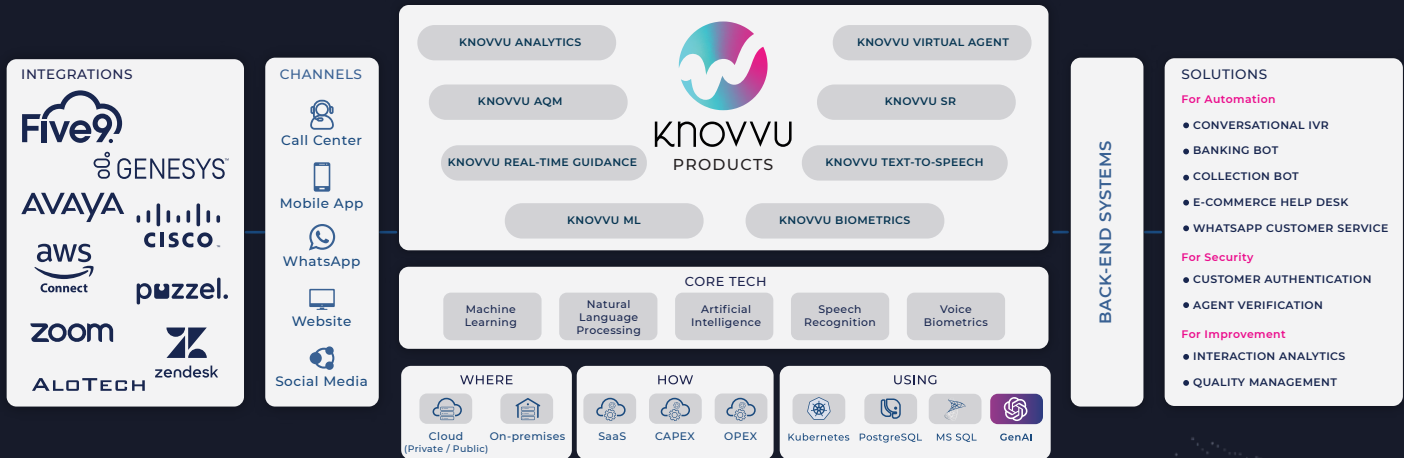 INTEGRATIONS
Five9
GENESYS
AVAYA
CISCO
aws
Connect
puzzel.
zoom
zendesk
ALOTECH
CHANNELS
Call Center
Mobile App
WhatsApp
Website
Social Media
KNOVVU ANALYTICS
KNOVVU AQM
KNOVVU REAL-TIME GUIDANCE
KNOVVU ML
KNOVVU
PRODUCTS
KNOVVU VIRTUAL AGENT
KNOVVU SR
KNOVVU TEXT-TO-SPEECH
KNOVVU BIOMETRICS
CORE TECH
Machine
Learning
Natural
Language
Processing
Artificial
Intelligence
Speech
Recognition
Voice
Biometrics
WHERE
Cloud
(Private / Public)
On-premises
HOW
SaaS
CAPEX
OPEX
USING
Kubernetes
PostgreSQL
MS SQL
GenAI
BACK-END SYSTEMS
SOLUTIONS
For Automation
• CONVERSATIONAL IVR
• BANKING BOT
• COLLECTION BOT
• E-COMMERCE HELP DESK
• WHATSAPP CUSTOMER SERVICE
For Security
• CUSTOMER AUTHENTICATION
• AGENT VERIFICATION
For Improvement
• INTERACTION ANALYTICS
• QUALITY MANAGEMENT